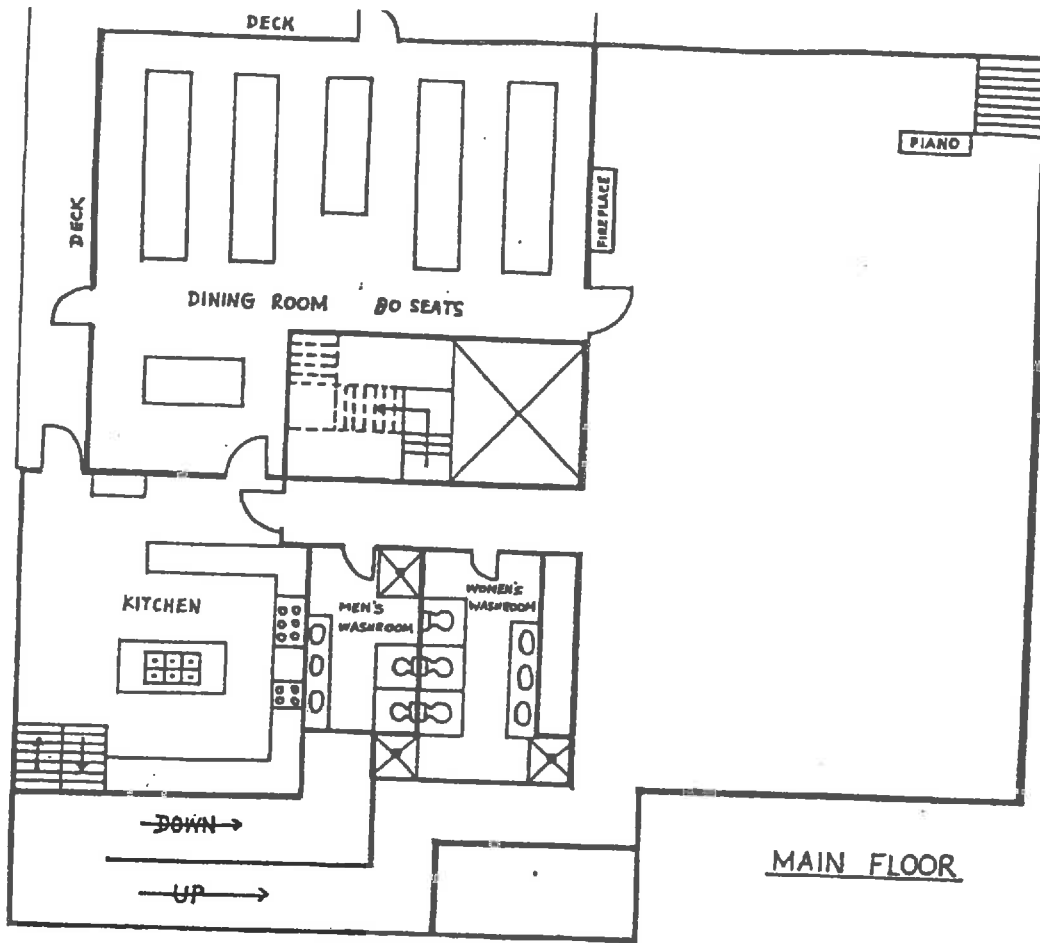 DECK
PIANO
FIREPLACE
DECK
DINING ROOM 80 SEATS
KITCHEN
MEN'S
WASHROOM
WOMEN'S
WASHROOM
DOWN
UP
MAIN FLOOR